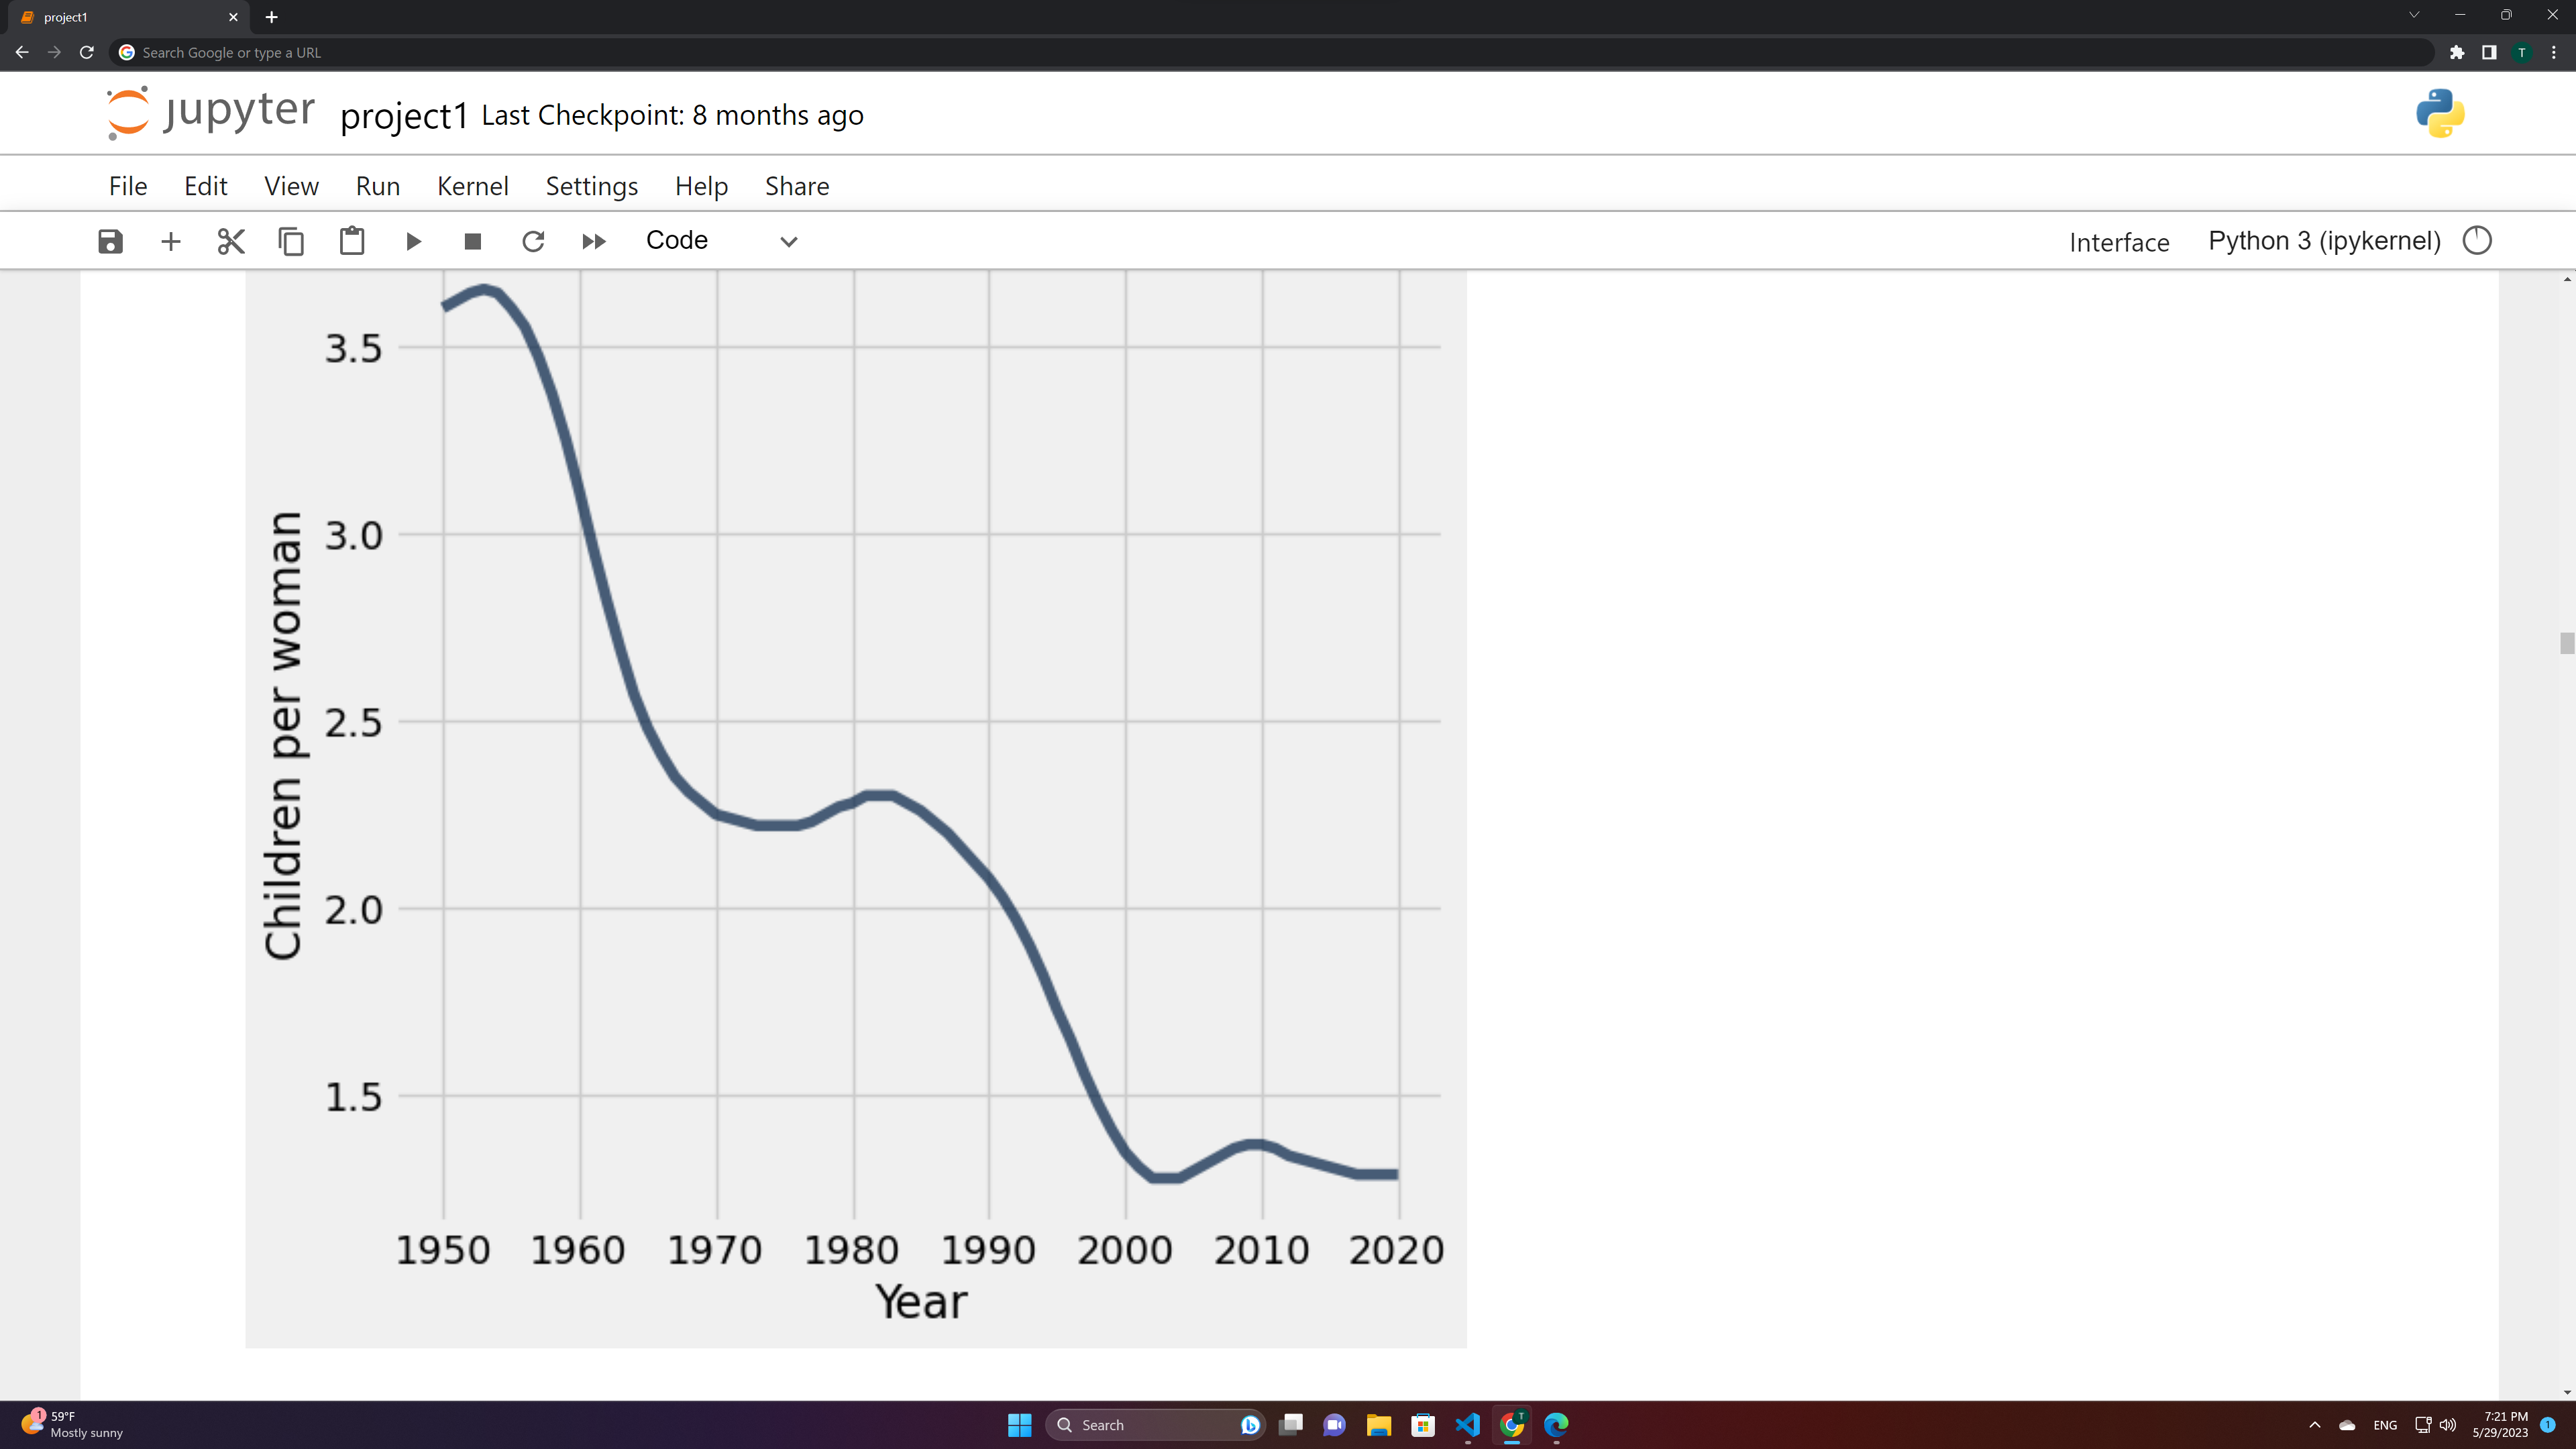 project1
Search Google or type a URL
T
jupyter project1 Last Checkpoint: 8 months ago
File Edit View Run Kernel Settings Help Share
Code Interface Python 3 (ipykernel)
3.5
3.0
2.5
2.0
1.5
Children per woman
1950 1960 1970 1980 1990 2000 2010 2020
Year
1
59°F
Mostly sunny
Search
T
ENG
7:21 PM
5/29/2023
1